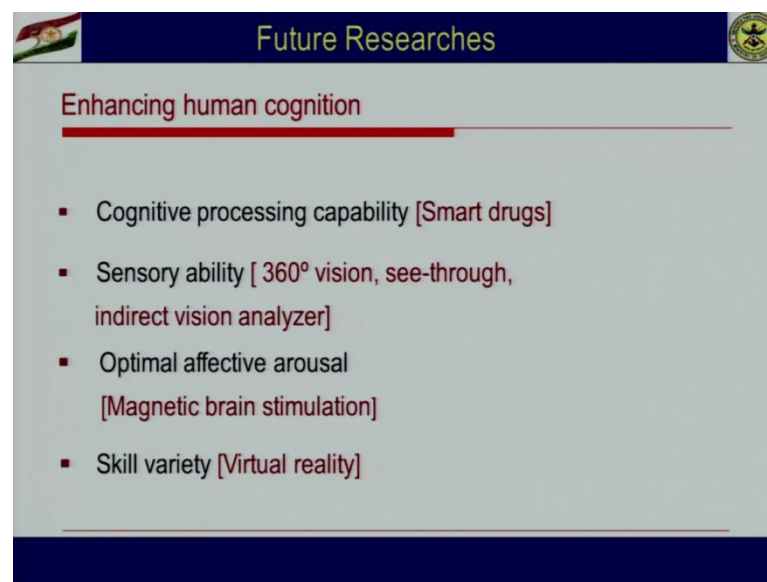 Future Researches
Enhancing human cognition
▪ Cognitive processing capability [Smart drugs]
▪ Sensory ability [ 360º vision, see-through,
indirect vision analyzer]
▪ Optimal affective arousal
[Magnetic brain stimulation]
▪ Skill variety [Virtual reality]